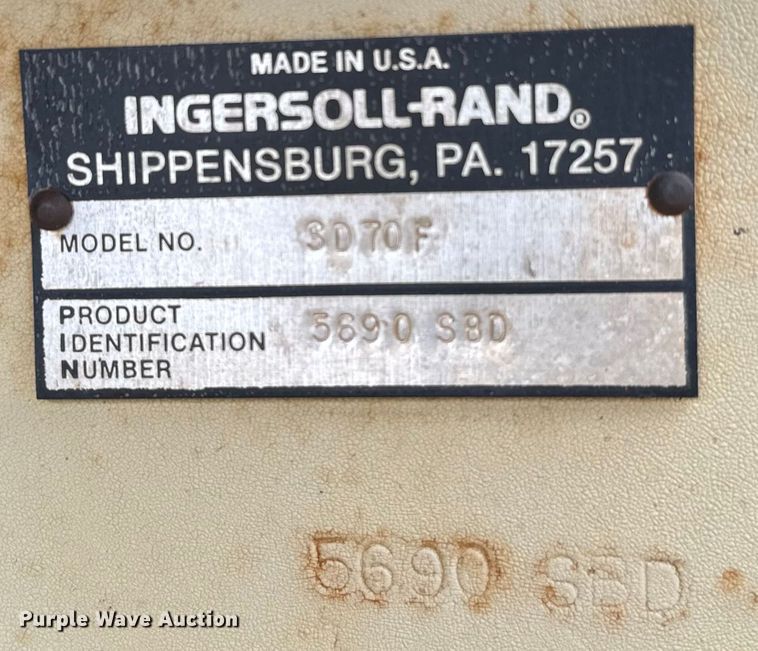 MADE IN U.S.A.
INGERSOLL-RAND®
SHIPPENSBURG, PA. 17257
MODEL NO. SD70F
PRODUCT
IDENTIFICATION 5690 SBD
NUMBER
5690 SBD
Purple Wave Auction